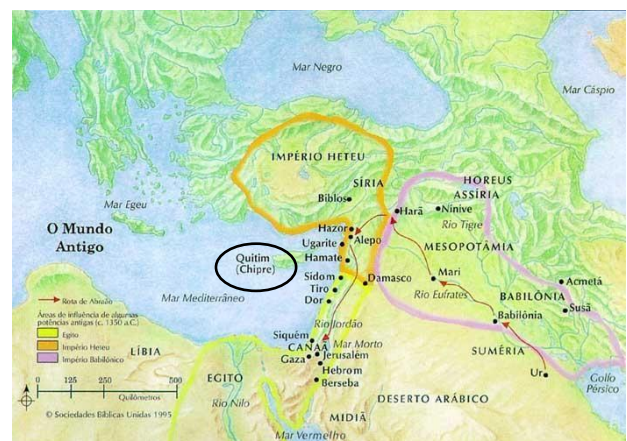 Mar Negro
Mar Cáspio
IMPÉRIO HETEU
SÍRIA
HOREUS
ASSÍRIA
Biblos
Harã
Nínive
Mar Egeu
Rio Tigre
O Mundo
Antigo
Hazor
Alepo
Ugarite
MESOPOTÂMIA
Quitim
(Chipre)
Hamate
Acmetá
Sidom
Damasco
Mari
Tiro
BABILÔNIA
Susã
Rota de Abraão
Mar Mediterrâneo
Dor
Rio Eufrates
Áreas de influência de algumas
potências antigas (c. 1350 a.C.)
Babilônia
Egito
Rio Jordão
Império Heteu
Siquém
Mar Morto
SUMÉRIA
Império Babilônico
LÍBIA
CANAÃ
Jerusalém
Gaza
Ur
Golfo
Pérsico
0 125 250 500
Quilômetros
EGITO
Hebrom
Berseba
DESERTO ARÁBICO
Rio Nilo
MIDIÃ
© Sociedades Bíblicas Unidas 1995
Mar Vermelho